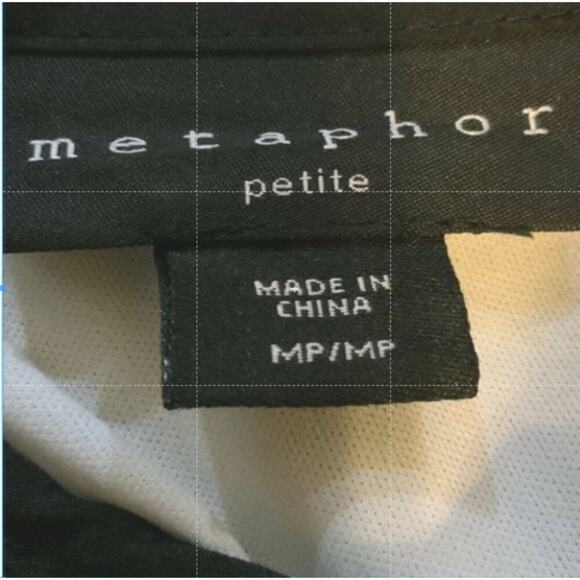 metaphor
petite
MADE IN
CHINA
MP/MP